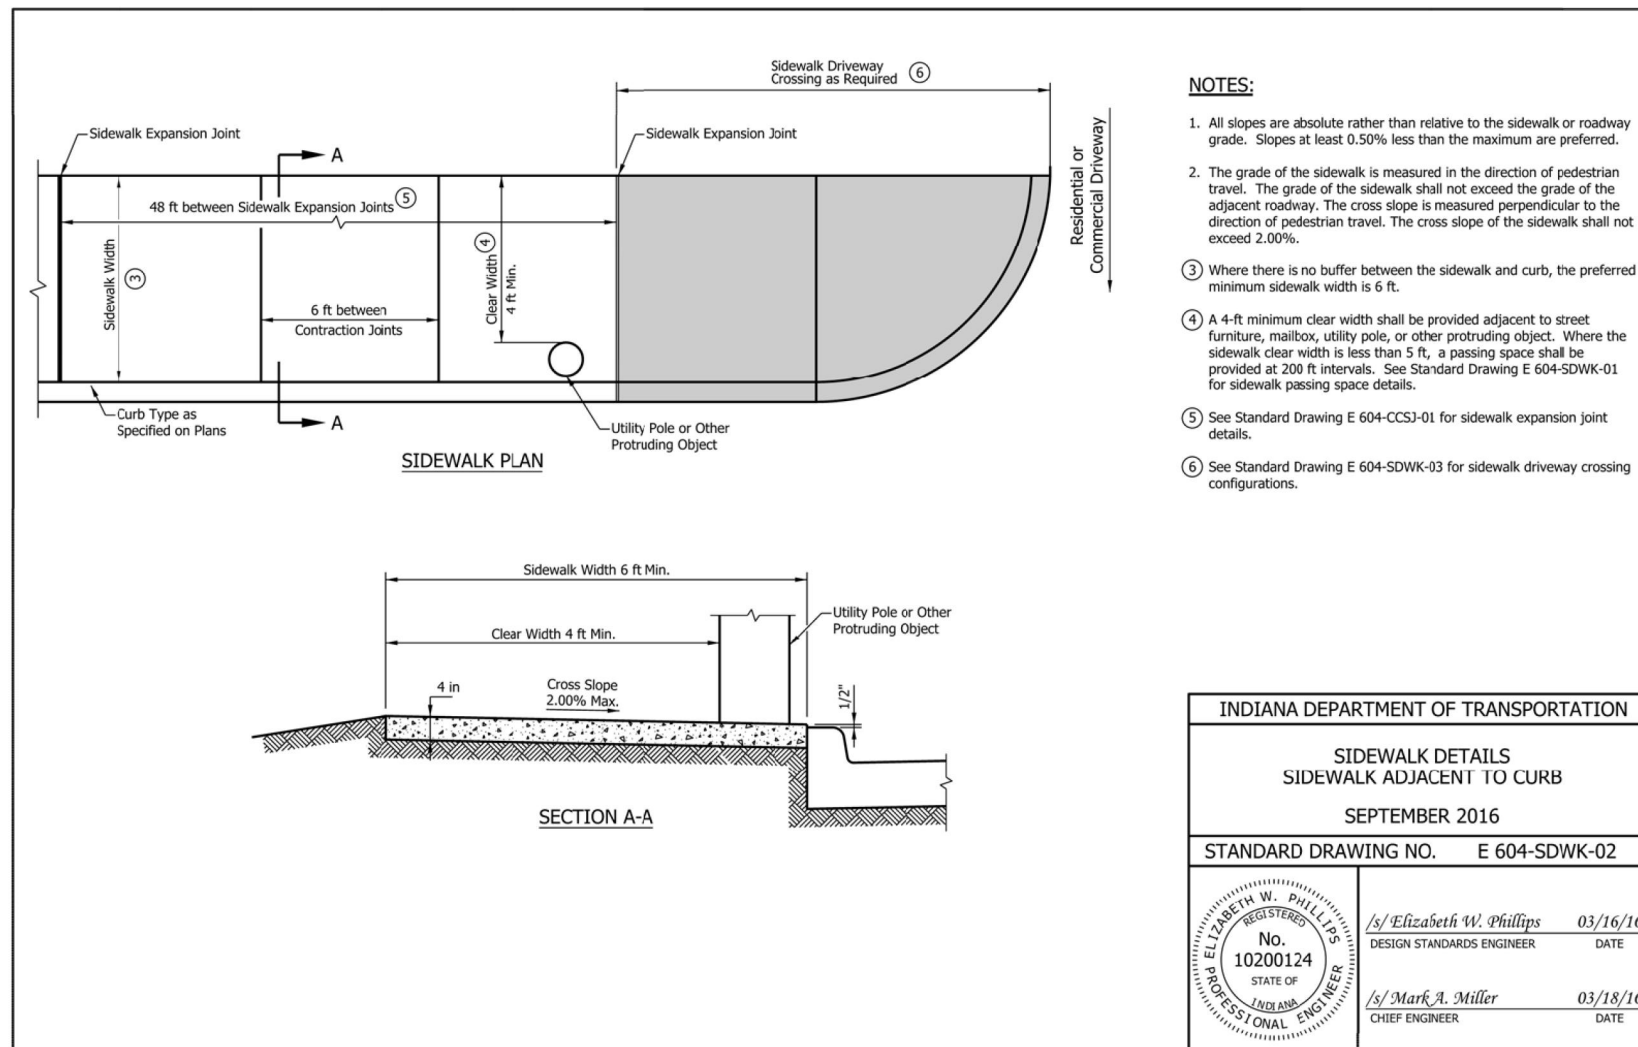 Sidewalk Driveway
Crossing as Required 6
Sidewalk Expansion Joint
A
Sidewalk Expansion Joint
48 ft between Sidewalk Expansion Joints 5
Sidewalk Width 3
6 ft between
Contraction Joints
Clear Width 4
4 ft Min.
Residential or
Commercial Driveway
Curb Type as
Specified on Plans
A
Utility Pole or Other
Protruding Object
SIDEWALK PLAN
NOTES:
1. All slopes are absolute rather than relative to the sidewalk or roadway
grade. Slopes at least 0.50% less than the maximum are preferred.
2. The grade of the sidewalk is measured in the direction of pedestrian
travel. The grade of the sidewalk shall not exceed the grade of the
adjacent roadway. The cross slope is measured perpendicular to the
direction of pedestrian travel. The cross slope of the sidewalk shall not
exceed 2.00%.
3 Where there is no buffer between the sidewalk and curb, the preferred
minimum sidewalk width is 6 ft.
4 A 4-ft minimum clear width shall be provided adjacent to street
furniture, mailbox, utility pole, or other protruding object. Where the
sidewalk clear width is less than 5 ft, a passing space shall be
provided at 200 ft intervals. See Standard Drawing E 604-SDWK-01
for sidewalk passing space details.
5 See Standard Drawing E 604-CCSJ-01 for sidewalk expansion joint
details.
6 See Standard Drawing E 604-SDWK-03 for sidewalk driveway crossing
configurations.
Sidewalk Width 6 ft Min.
Utility Pole or Other
Protruding Object
Clear Width 4 ft Min.
4 in
Cross Slope
2.00% Max.
1/2"
SECTION A-A
INDIANA DEPARTMENT OF TRANSPORTATION
SIDEWALK DETAILS
SIDEWALK ADJACENT TO CURB
SEPTEMBER 2016
STANDARD DRAWING NO. E 604-SDWK-02
ELIZABETH W. PHILLIPS
REGISTERED
No.
10200124
STATE OF
INDIANA
PROFESSIONAL ENGINEER
/s/ Elizabeth W. Phillips 03/16/16
DESIGN STANDARDS ENGINEER DATE
/s/ Mark A. Miller 03/18/16
CHIEF ENGINEER DATE